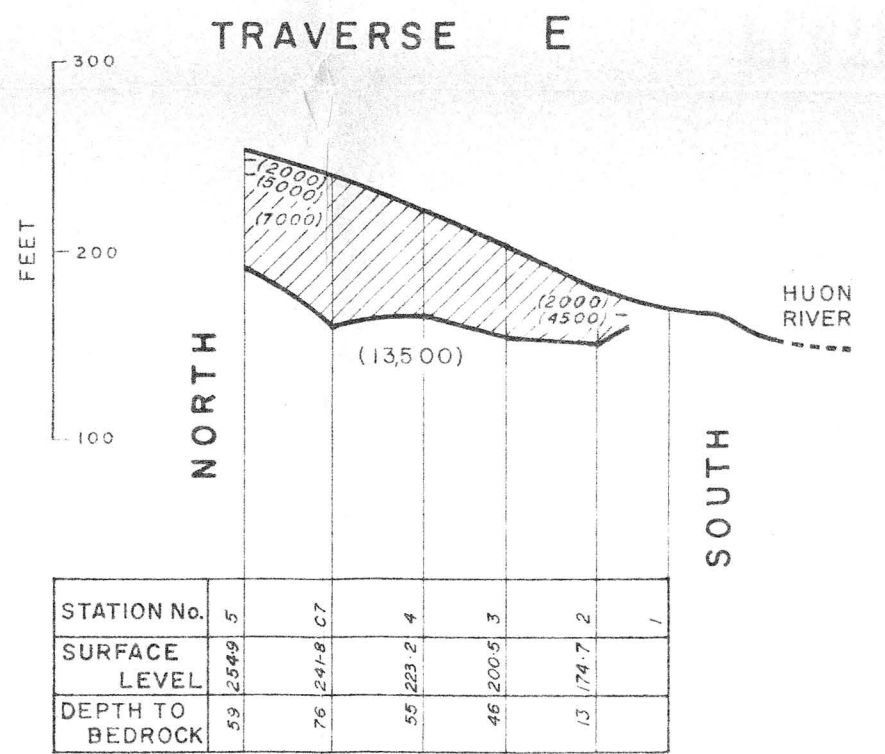 TRAVERSE E
300
(2000)
(5000)
(7000)
FEET
200
(2000)
(4500)
HUON
RIVER
(13,500)
100
NORTH
SOUTH
STATION No. 5 C7 4 3 2 1
SURFACE LEVEL 254·9 241·8 223·2 200·5 174·7
DEPTH TO BEDROCK 59 76 55 46 13